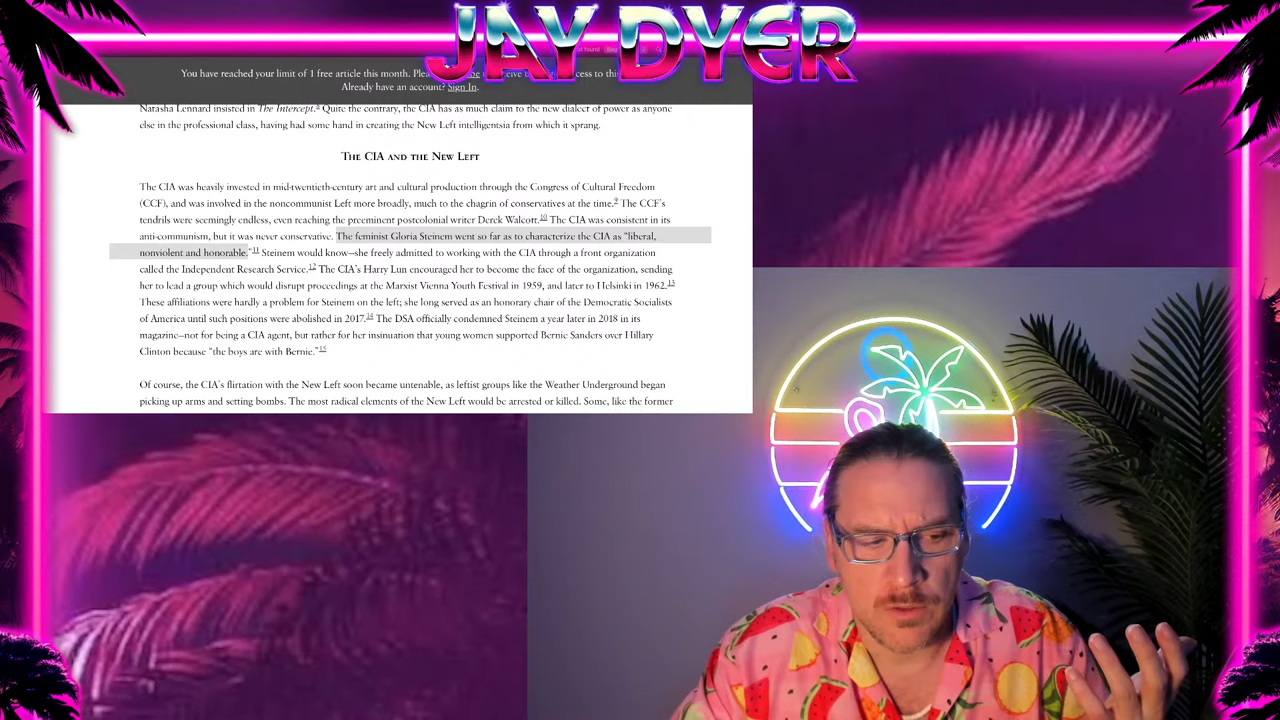 JAY DYER
You have reached your limit of 1 free article this month. access to this
Already have an account? Sign In.
Natasha Lennard insisted in The Intercept.8 Quite the contrary, the CIA has as much claim to the new dialect of power as anyone
else in the professional class, having had some hand in creating the New Left intelligentsia from which it sprang.
The CIA and the New Left
The CIA was heavily invested in mid-twentieth-century art and cultural production through the Congress of Cultural Freedom
(CCF), and was involved in the noncommunist Left more broadly, much to the chagrin of conservatives at the time.9 The CCF's
tendrils were seemingly endless, even reaching the preeminent postcolonial writer Derek Walcott.10 The CIA was consistent in its
anti-communism, but it was never conservative. The feminist Gloria Steinem went so far as to characterize the CIA as "liberal,
nonviolent and honorable."11 Steinem would know—she freely admitted to working with the CIA through a front organization
called the Independent Research Service.12 The CIA's Harry Lun encouraged her to become the face of the organization, sending
her to lead a group which would disrupt proceedings at the Marxist Vienna Youth Festival in 1959, and later to Helsinki in 1962.13
These affiliations were hardly a problem for Steinem on the left; she long served as an honorary chair of the Democratic Socialists
of America until such positions were abolished in 2017.14 The DSA officially condemned Steinem a year later in 2018 in its
magazine—not for being a CIA agent, but rather for her insinuation that young women supported Bernie Sanders over Hillary
Clinton because "the boys are with Bernie."15
Of course, the CIA's flirtation with the New Left soon became untenable, as leftist groups like the Weather Underground began
picking up arms and setting bombs. The most radical elements of the New Left would be arrested or killed. Some, like the former